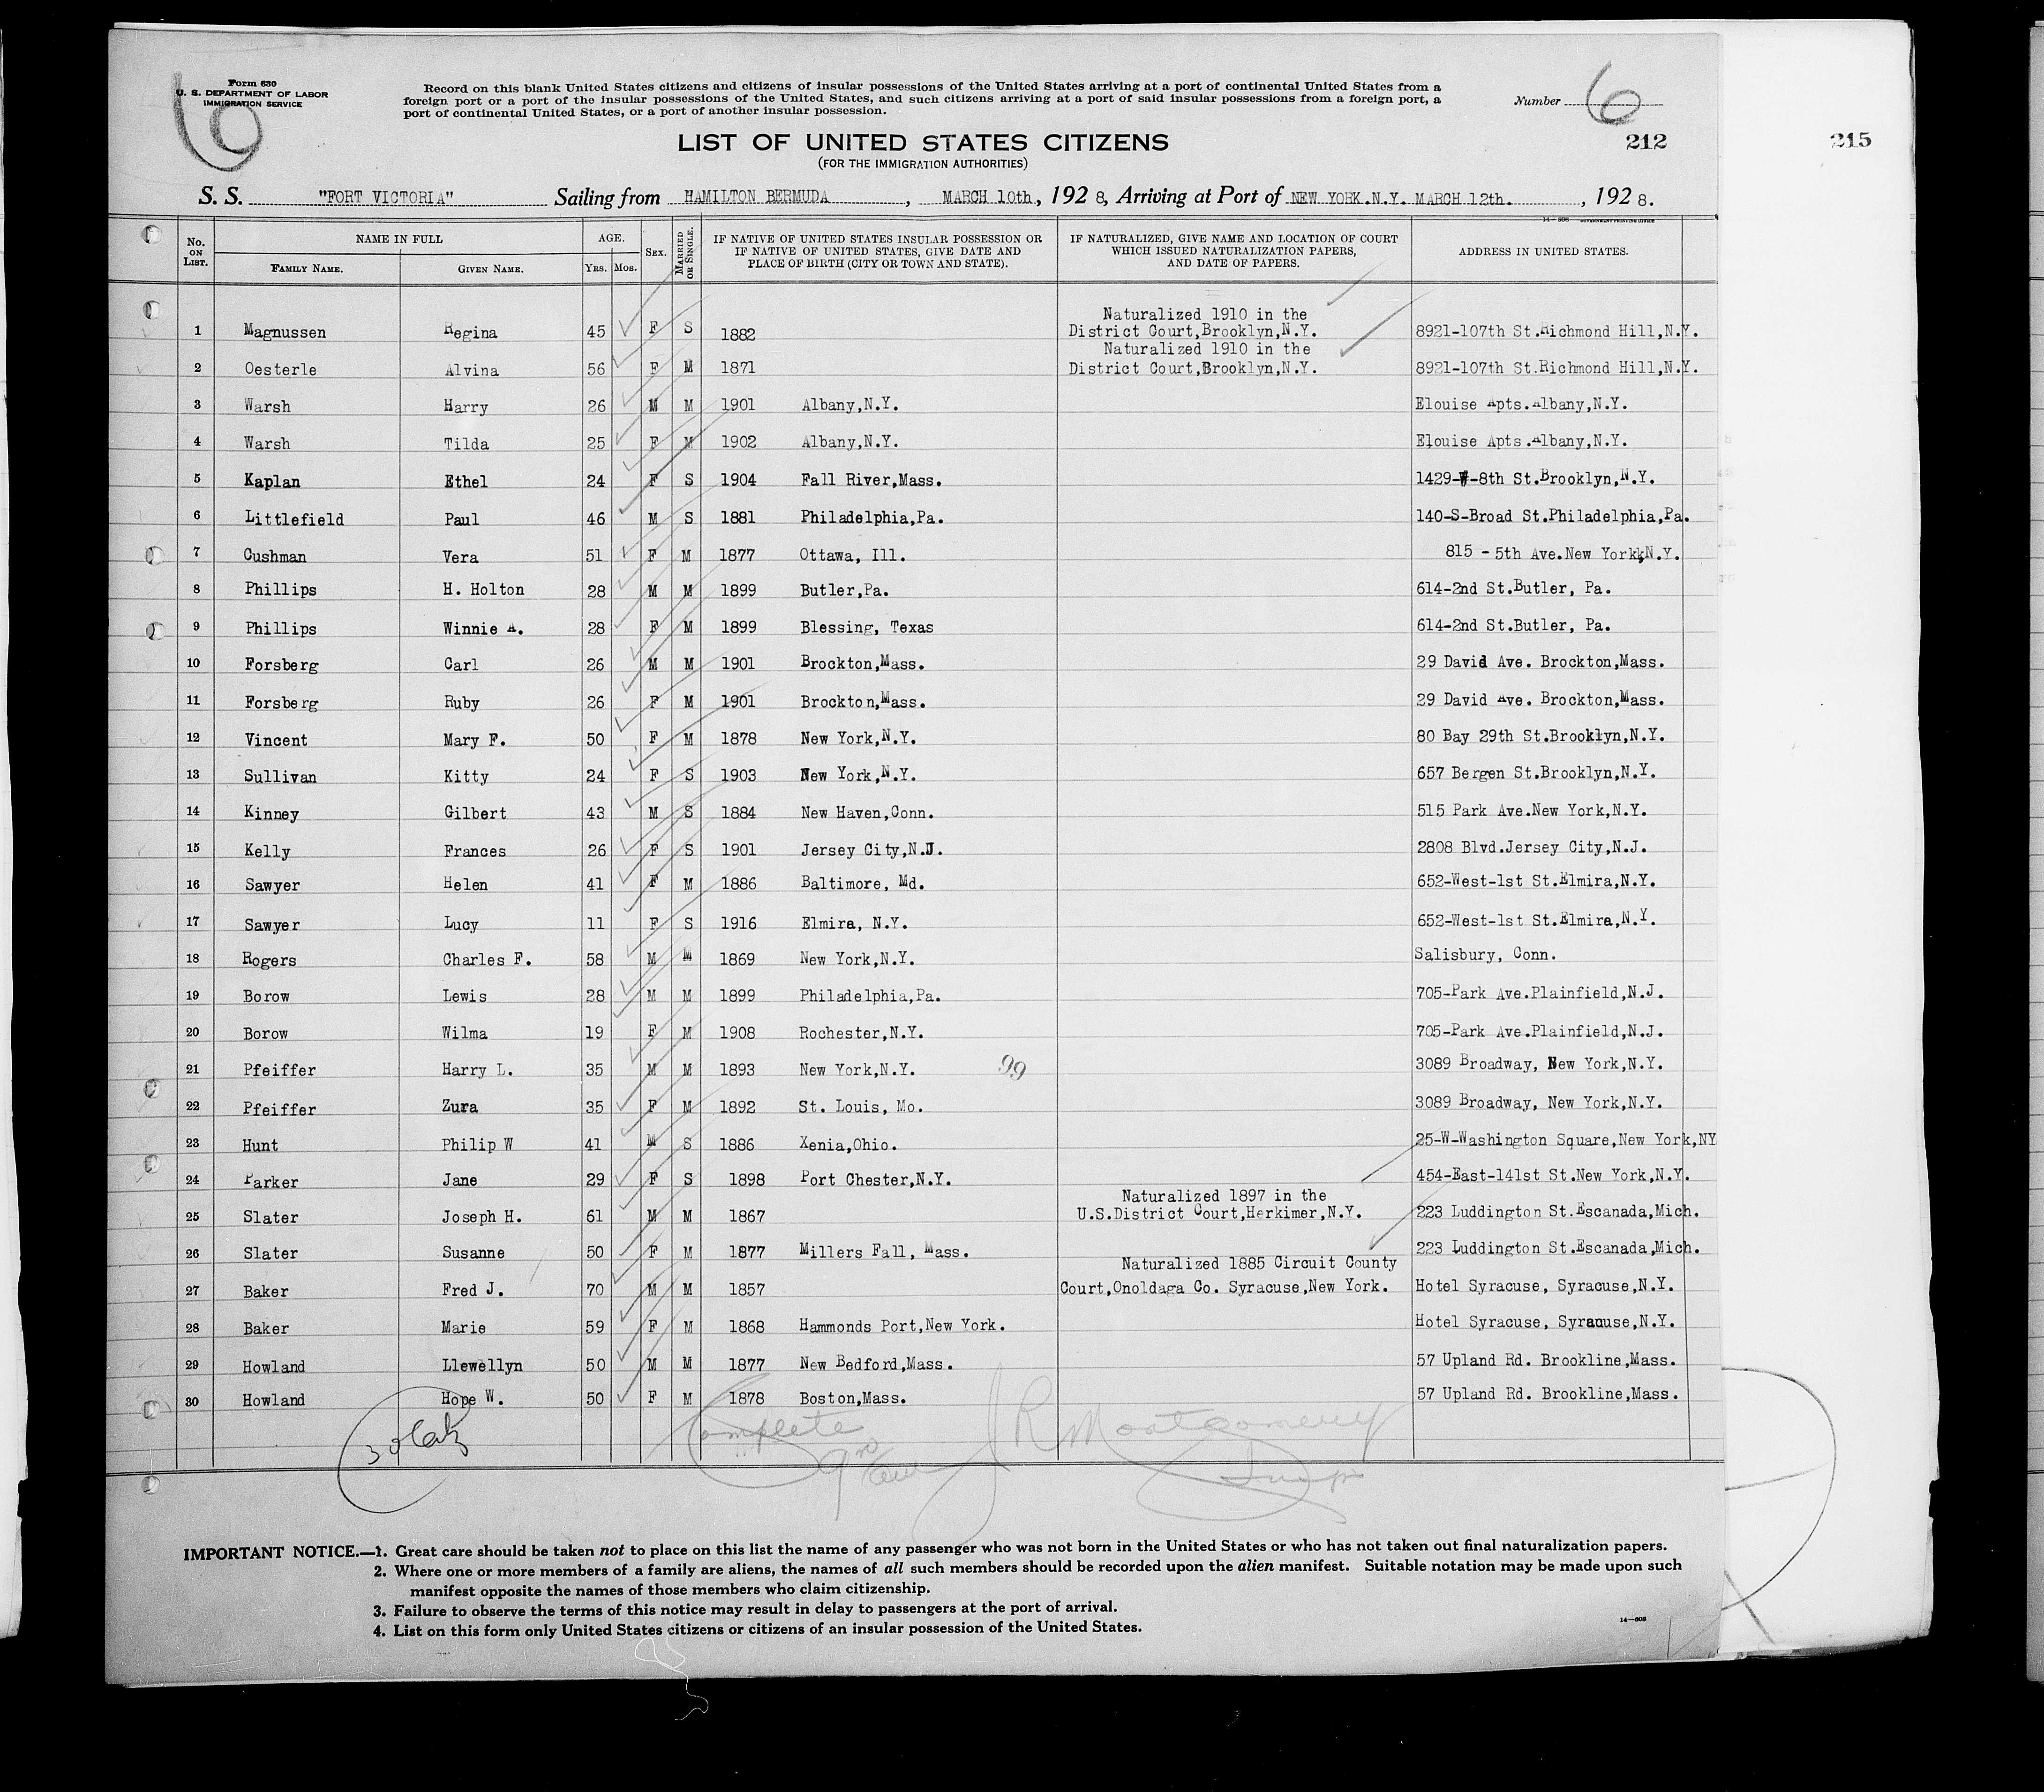 Form 630
U. S. DEPARTMENT OF LABOR
IMMIGRATION SERVICE
6
Record on this blank United States citizens and citizens of insular possessions of the United States arriving at a port of continental United States from a
foreign port or a port of the insular possessions of the United States, and such citizens arriving at a port of said insular possessions from a foreign port, a
port of continental United States, or a port of another insular possession.
Number 6
LIST OF UNITED STATES CITIZENS
(FOR THE IMMIGRATION AUTHORITIES)
212
215
S. S. "FORT VICTORIA" Sailing from HAMILTON BERMUDA, MARCH 10th, 1928, Arriving at Port of NEW YORK.N.Y. MARCH 12th., 1928.
14-808 GOVERNMENT PRINTING OFFICE
No. ON LIST. NAME IN FULL FAMILY NAME. GIVEN NAME. AGE. YRS. MOS. SEX. MARRIED OR SINGLE. IF NATIVE OF UNITED STATES INSULAR POSSESSION OR IF NATIVE OF UNITED STATES, GIVE DATE AND PLACE OF BIRTH (CITY OR TOWN AND STATE). IF NATURALIZED, GIVE NAME AND LOCATION OF COURT WHICH ISSUED NATURALIZATION PAPERS, AND DATE OF PAPERS. ADDRESS IN UNITED STATES.
Naturalized 1910 in the
1 Magnussen Regina 45 F S 1882 District Court,Brooklyn,N.Y. 8921-107th St.Richmond Hill,N.Y.
Naturalized 1910 in the
2 Oesterle Alvina 56 F M 1871 District Court,Brooklyn,N.Y. 8921-107th St.Richmond Hill,N.Y.
3 Warsh Harry 26 M M 1901 Albany,N.Y. Elouise Apts.Albany,N.Y.
4 Warsh Tilda 25 F M 1902 Albany,N.Y. Elouise Apts.Albany,N.Y.
5 Kaplan Ethel 24 F S 1904 Fall River,Mass. 1429-W-8th St.Brooklyn,N.Y.
6 Littlefield Paul 46 M S 1881 Philadelphia,Pa. 140-S-Broad St.Philadelphia,Pa.
7 Cushman Vera 51 F M 1877 Ottawa, Ill. 815 - 5th Ave.New Yorkk,N.Y.
8 Phillips H. Holton 28 M M 1899 Butler,Pa. 614-2nd St.Butler, Pa.
9 Phillips Winnie A. 28 F M 1899 Blessing, Texas 614-2nd St.Butler, Pa.
10 Forsberg Carl 26 M M 1901 Brockton,Mass. 29 David Ave. Brockton,Mass.
11 Forsberg Ruby 26 F M 1901 Brockton,Mass. 29 David Ave. Brockton,Mass.
12 Vincent Mary F. 50 F M 1878 New York,N.Y. 80 Bay 29th St.Brooklyn,N.Y.
13 Sullivan Kitty 24 F S 1903 New York,N.Y. 657 Bergen St.Brooklyn,N.Y.
14 Kinney Gilbert 43 M S 1884 New Haven,Conn. 515 Park Ave.New York,N.Y.
15 Kelly Frances 26 F S 1901 Jersey City,N.J. 2808 Blvd.Jersey City,N.J.
16 Sawyer Helen 41 F M 1886 Baltimore, Md. 652-West-1st St.Elmira,N.Y.
17 Sawyer Lucy 11 F S 1916 Elmira, N.Y. 652-West-1st St.Elmira,N.Y.
18 Rogers Charles F. 58 M M 1869 New York,N.Y. Salisbury, Conn.
19 Borow Lewis 28 M M 1899 Philadelphia,Pa. 705-Park Ave.Plainfield,N.J.
20 Borow Wilma 19 F M 1908 Rochester,N.Y. 705-Park Ave.Plainfield,N.J.
21 Pfeiffer Harry L. 35 M M 1893 New York,N.Y. 99 3089 Broadway, New York,N.Y.
22 Pfeiffer Zura 35 F M 1892 St. Louis, Mo. 3089 Broadway, New York,N.Y.
23 Hunt Philip W 41 M S 1886 Xenia,Ohio. 25-W-Washington Square,New York,NY
24 Parker Jane 29 F S 1898 Port Chester,N.Y. 454-East-141st St.New York,N.Y.
Naturalized 1897 in the
25 Slater Joseph H. 61 M M 1867 U.S.District Court,Herkimer,N.Y. 223 Luddington St.Escanada,Mich.
26 Slater Susanne 50 F M 1877 Millers Fall, Mass. 223 Luddington St.Escanada,Mich.
Naturalized 1885 Circuit County
27 Baker Fred J. 70 M M 1857 Court,Onoldaga Co. Syracuse,New York. Hotel Syracuse, Syracuse,N.Y.
28 Baker Marie 59 F M 1868 Hammonds Port,New York. Hotel Syracuse, Syracuse,N.Y.
29 Howland Llewellyn 50 M M 1877 New Bedford,Mass. 57 Upland Rd. Brookline,Mass.
30 Howland Hope W. 50 F M 1878 Boston,Mass. 57 Upland Rd. Brookline,Mass.
Complete J R Montgomery
IMPORTANT NOTICE.—1. Great care should be taken not to place on this list the name of any passenger who was not born in the United States or who has not taken out final naturalization papers.
2. Where one or more members of a family are aliens, the names of all such members should be recorded upon the alien manifest. Suitable notation may be made upon such
manifest opposite the names of those members who claim citizenship.
3. Failure to observe the terms of this notice may result in delay to passengers at the port of arrival.
4. List on this form only United States citizens or citizens of an insular possession of the United States.
14-808